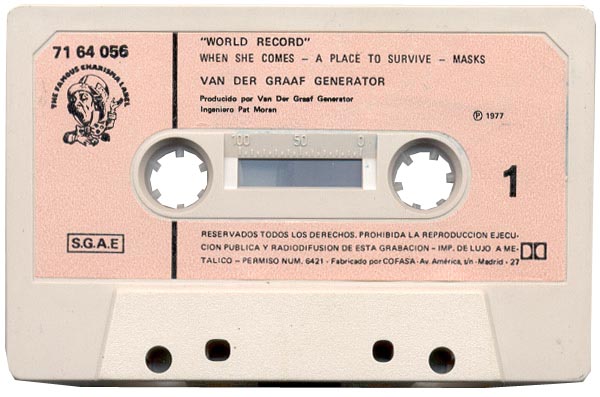 71 64 056
THE FAMOUS CHARISMA LABEL
"WORLD RECORD"
WHEN SHE COMES – A PLACE TO SURVIVE – MASKS
VAN DER GRAAF GENERATOR
Producido por Van Der Graaf Generator
Ingeniero Pat Moran
Ⓟ 1977
100 50 0
1
S.G.A.E
RESERVADOS TODOS LOS DERECHOS. PROHIBIDA LA REPRODUCCION EJECU-
CION PUBLICA Y RADIODIFUSION DE ESTA GRABACION – IMP. DE LUJO A ME-
TALICO – PERMISO NUM. 6421 - Fabricado por COFASA - Av. América, s/n - Madrid - 27